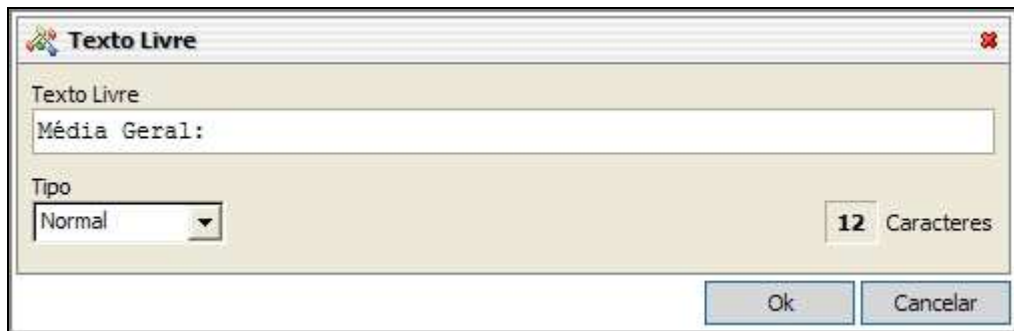 Texto Livre
Texto Livre
Média Geral:
Tipo
Normal
12 Caracteres
Ok Cancelar